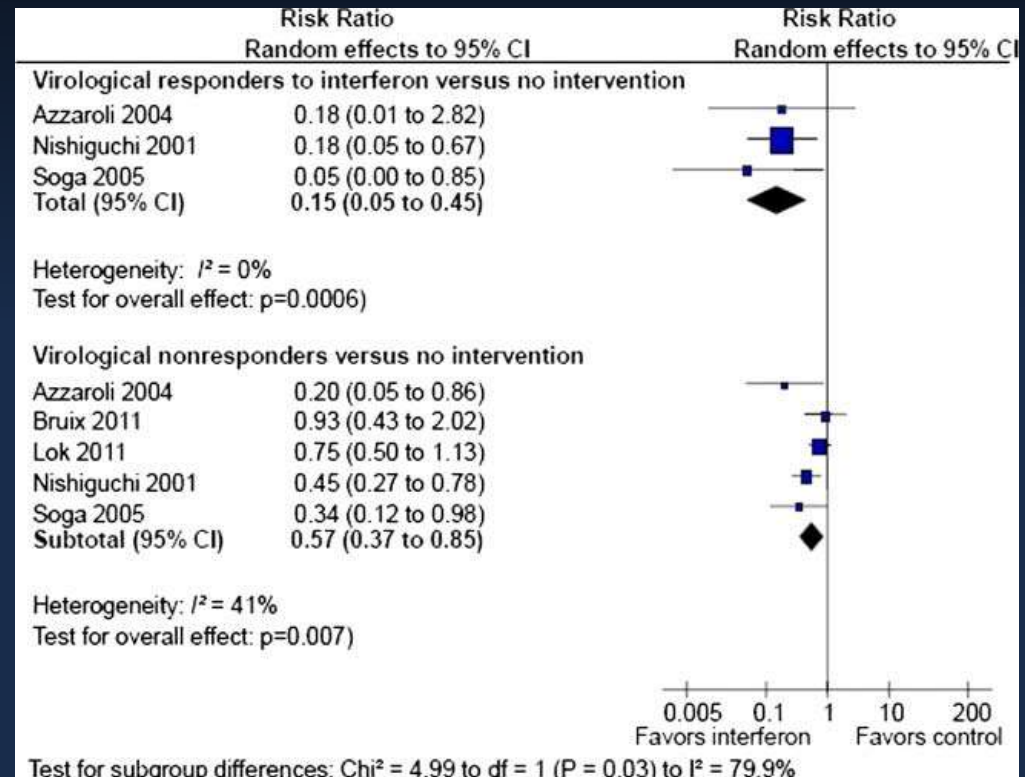 Risk Ratio Risk Ratio
Random effects to 95% CI Random effects to 95% CI
Virological responders to interferon versus no intervention
Azzaroli 2004 0.18 (0.01 to 2.82)
Nishiguchi 2001 0.18 (0.05 to 0.67)
Soga 2005 0.05 (0.00 to 0.85)
Total (95% CI) 0.15 (0.05 to 0.45)
Heterogeneity: I² = 0%
Test for overall effect: p=0.0006)
Virological nonresponders versus no intervention
Azzaroli 2004 0.20 (0.05 to 0.86)
Bruix 2011 0.93 (0.43 to 2.02)
Lok 2011 0.75 (0.50 to 1.13)
Nishiguchi 2001 0.45 (0.27 to 0.78)
Soga 2005 0.34 (0.12 to 0.98)
Subtotal (95% CI) 0.57 (0.37 to 0.85)
Heterogeneity: I² = 41%
Test for overall effect: p=0.007)
0.005 0.1 1 10 200
Favors interferon Favors control
Test for subgroup differences: Chi² = 4.99 to df = 1 (P = 0.03) to I² = 79.9%